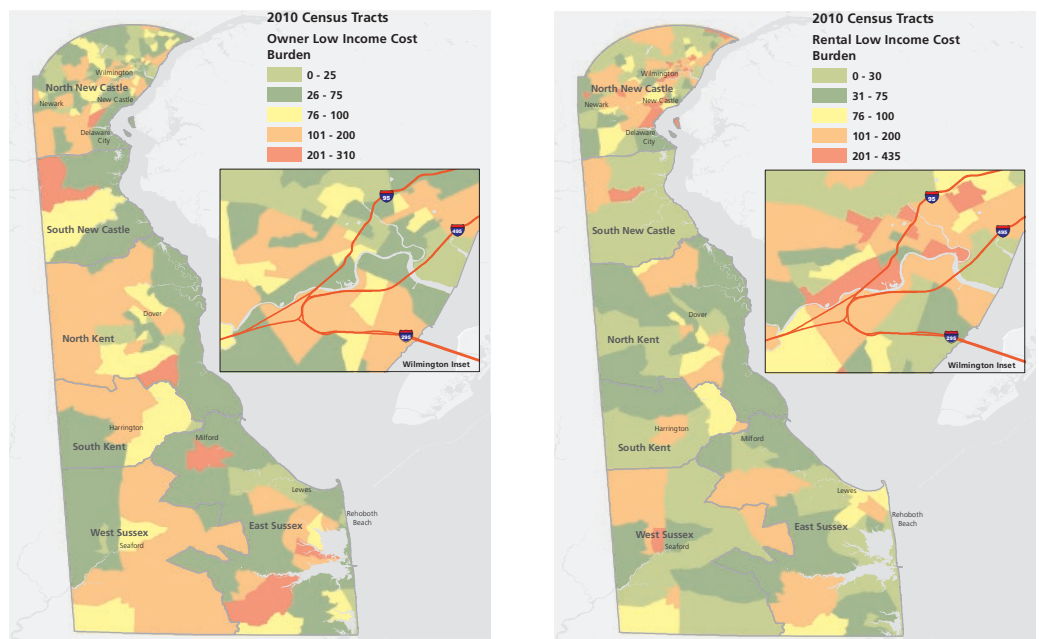 2010 Census Tracts
Owner Low Income Cost
Burden
0 - 25
26 - 75
76 - 100
101 - 200
201 - 310
Wilmington
North New Castle
Newark
New Castle
Delaware
City
South New Castle
Dover
North Kent
Harrington
South Kent
Milford
Lewes
Rehoboth
Beach
East Sussex
West Sussex
Seaford
95
495
295
Wilmington Inset
2010 Census Tracts
Rental Low Income Cost
Burden
0 - 30
31 - 75
76 - 100
101 - 200
201 - 435
Wilmington
North New Castle
Newark
New Castle
Delaware
City
South New Castle
Dover
North Kent
Harrington
South Kent
Milford
Lewes
Rehoboth
Beach
East Sussex
West Sussex
Seaford
95
495
295
Wilmington Inset